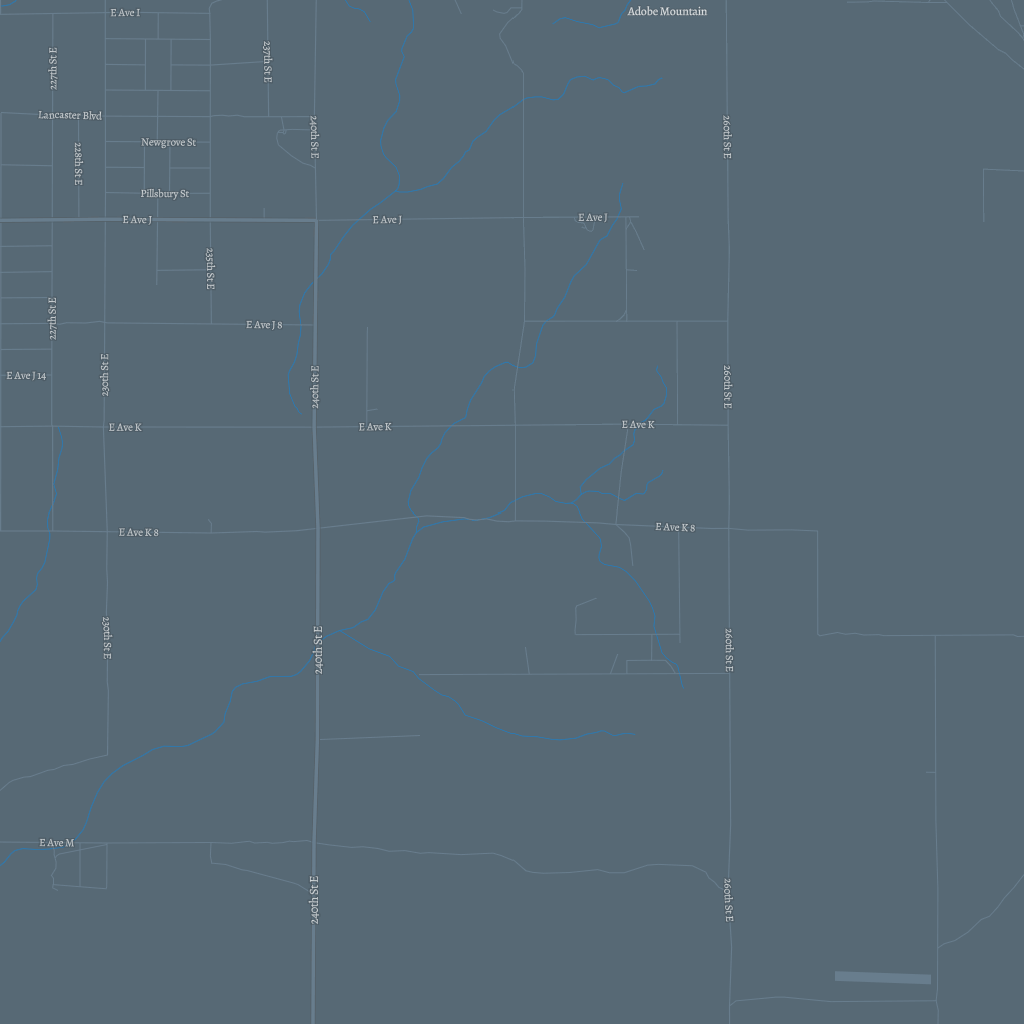 E Ave I
Adobe Mountain
227th St E
237th St E
Lancaster Blvd
240th St E
260th St E
Newgrove St
228th St E
Pillsbury St
E Ave J
E Ave J
E Ave J
235th St E
227th St E
E Ave J 8
E Ave J 14
230th St E
240th St E
260th St E
E Ave K
E Ave K
E Ave K
E Ave K 8
E Ave K 8
230th St E
240th St E
260th St E
E Ave M
240th St E
260th St E